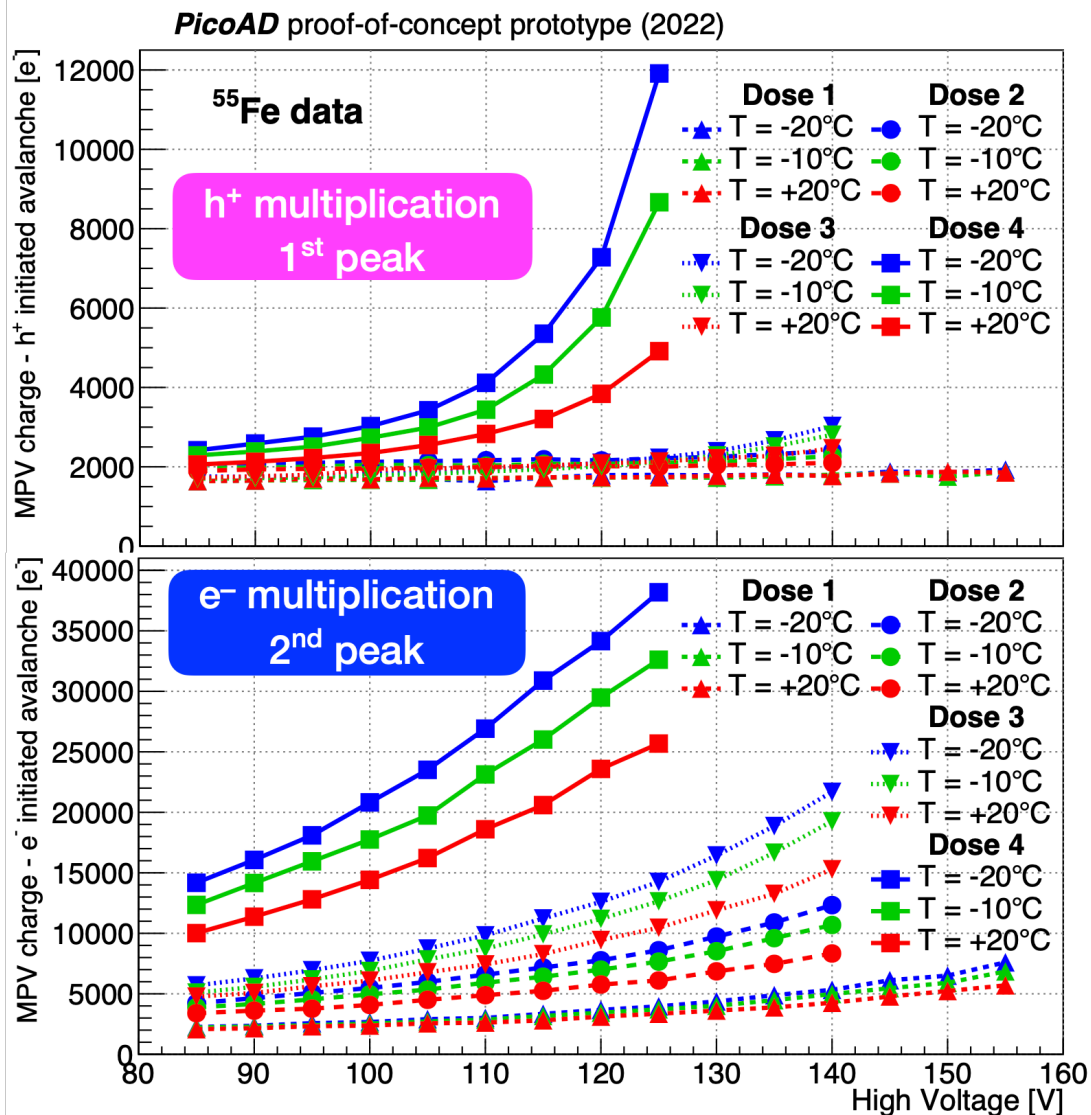 PicoAD proof-of-concept prototype (2022)
MPV charge - h⁺ initiated avalanche [e⁻]
12000
10000
8000
6000
4000
2000
0
⁵⁵Fe data
h⁺ multiplication
1ˢᵗ peak
Dose 1 Dose 2
T = -20°C T = -20°C
T = -10°C T = -10°C
T = +20°C T = +20°C
Dose 3 Dose 4
T = -20°C T = -20°C
T = -10°C T = -10°C
T = +20°C T = +20°C
MPV charge - e⁻ initiated avalanche [e⁻]
40000
35000
30000
25000
20000
15000
10000
5000
0
e⁻ multiplication
2ⁿᵈ peak
Dose 1 Dose 2
T = -20°C T = -20°C
T = -10°C T = -10°C
T = +20°C T = +20°C
Dose 3
T = -20°C
T = -10°C
T = +20°C
Dose 4
T = -20°C
T = -10°C
T = +20°C
80 90 100 110 120 130 140 150 160
High Voltage [V]